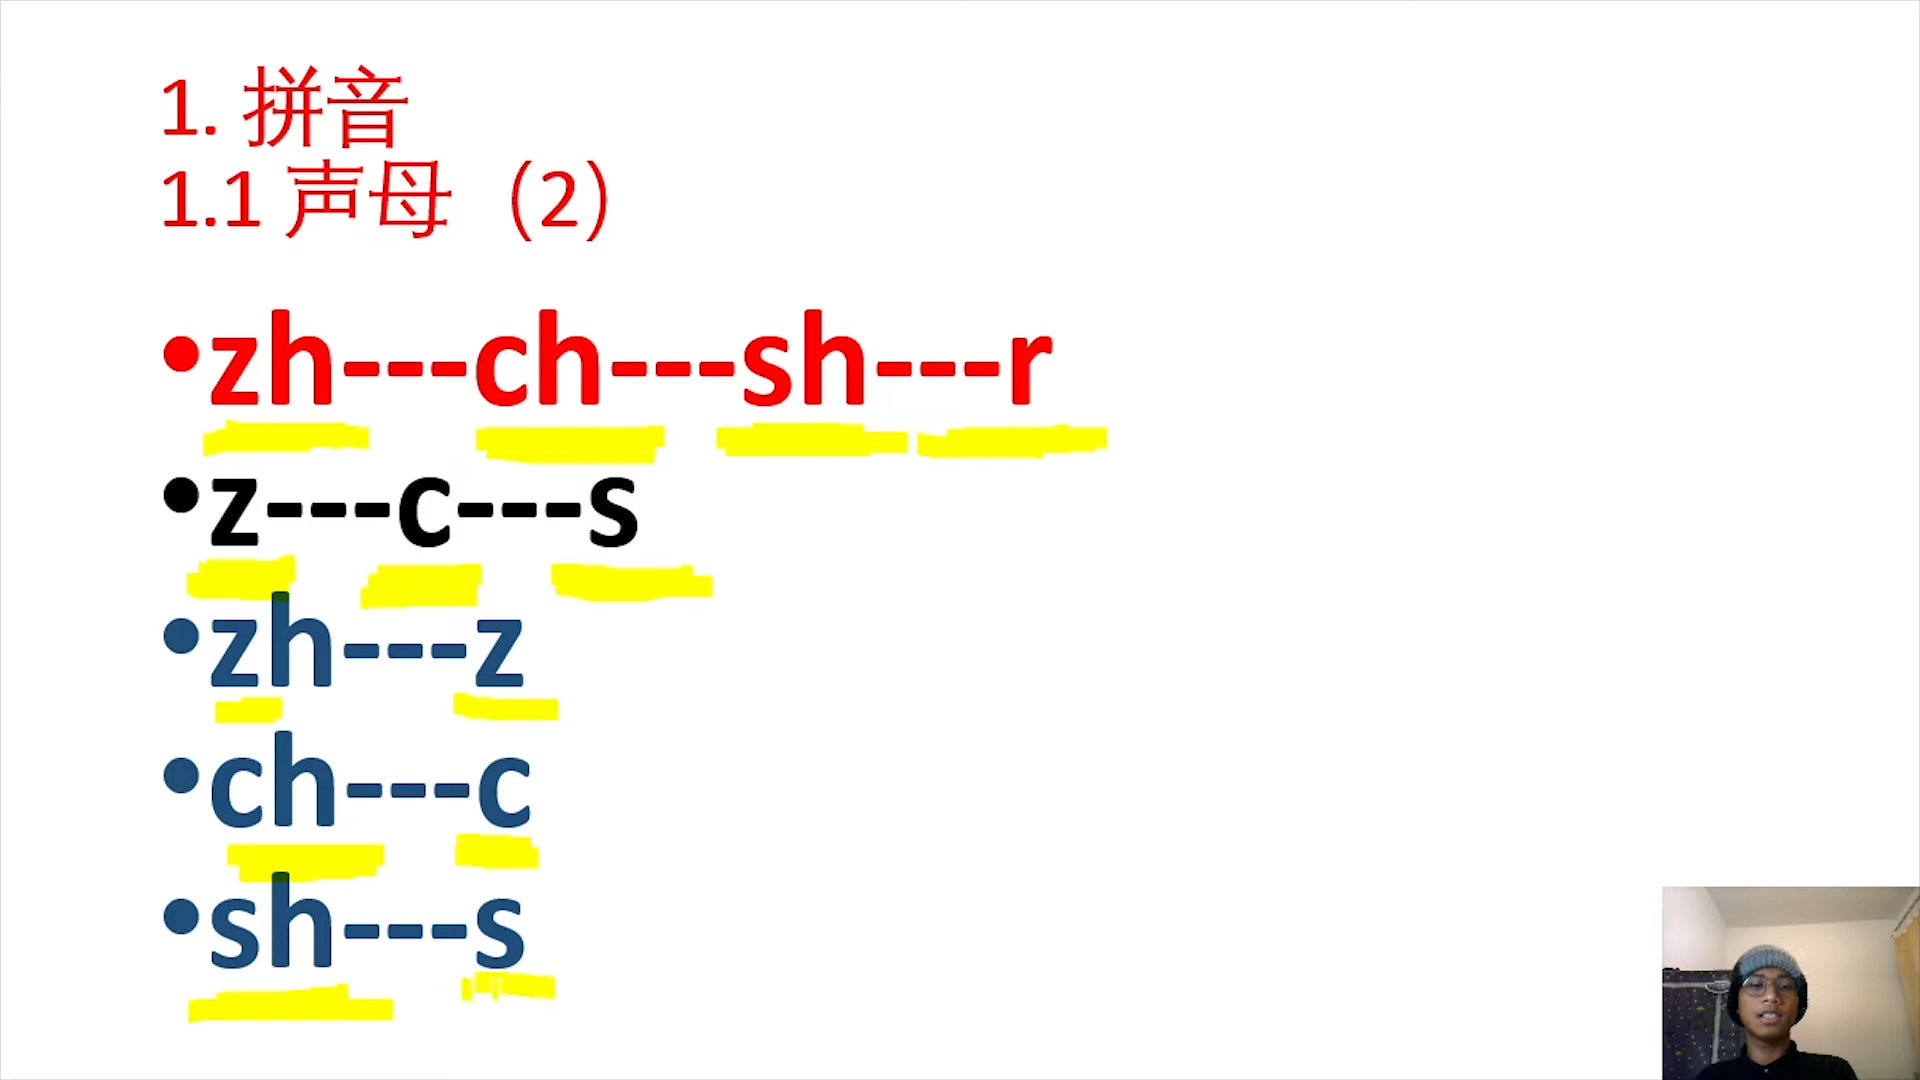 1. 拼音
1.1 声母（2）
•zh---ch---sh---r
•z---c---s
•zh---z
•ch---c
•sh---s